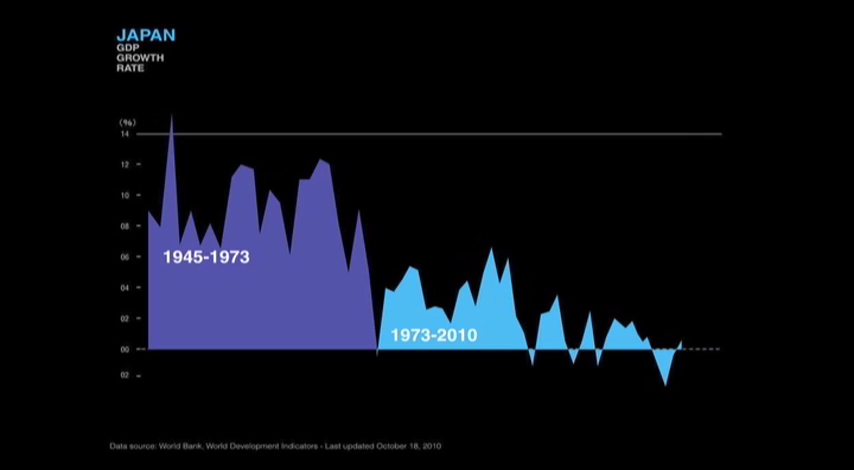 JAPAN
GDP
GROWTH
RATE
(%)
14
12
10
08
06
04
02
00
02
1945-1973
1973-2010
Data source: World Bank, World Development Indicators - Last updated October 18, 2010